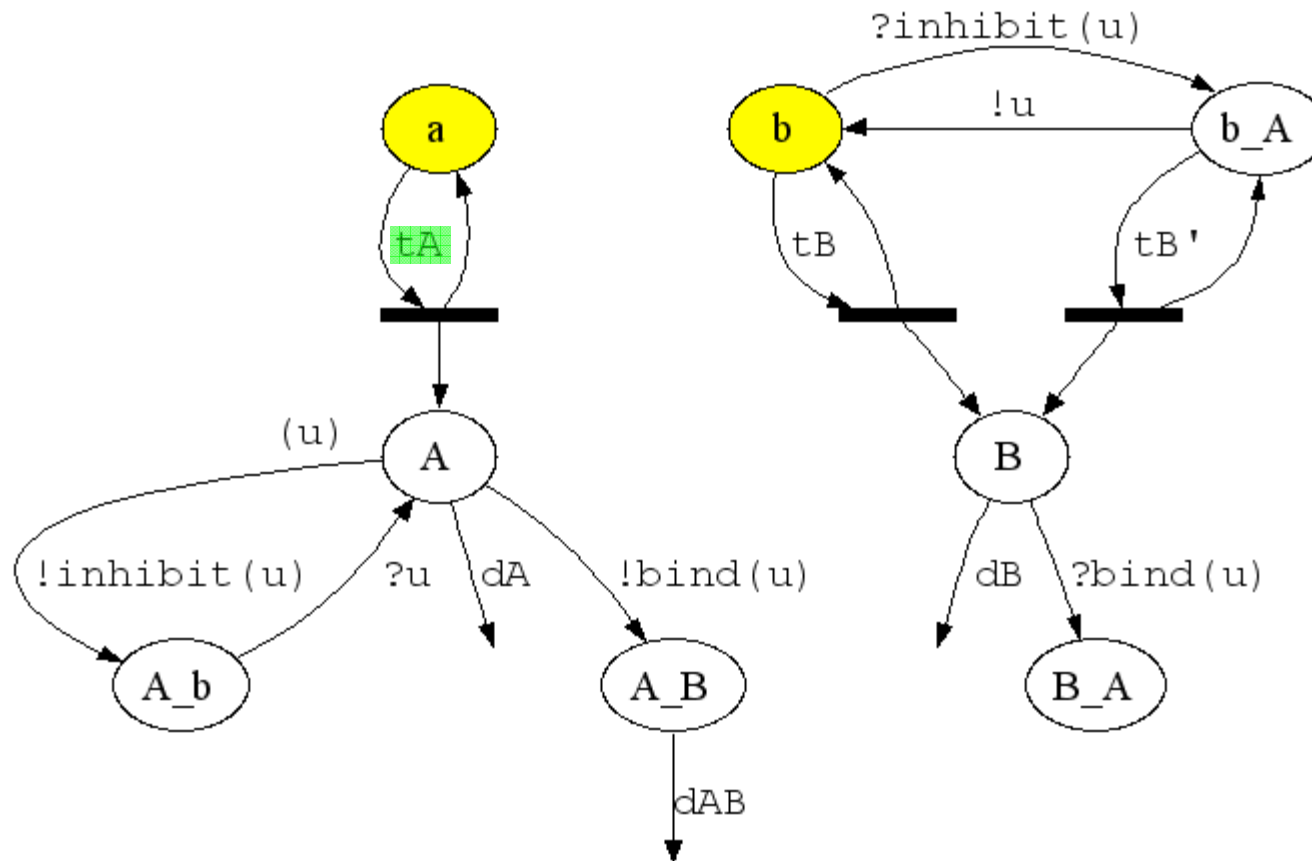 ?inhibit(u)
a
b
!u
b_A
tA
tB
tB'
(u)
A
B
!inhibit(u)
?u
dA
!bind(u)
dB
?bind(u)
A_b
A_B
B_A
dAB